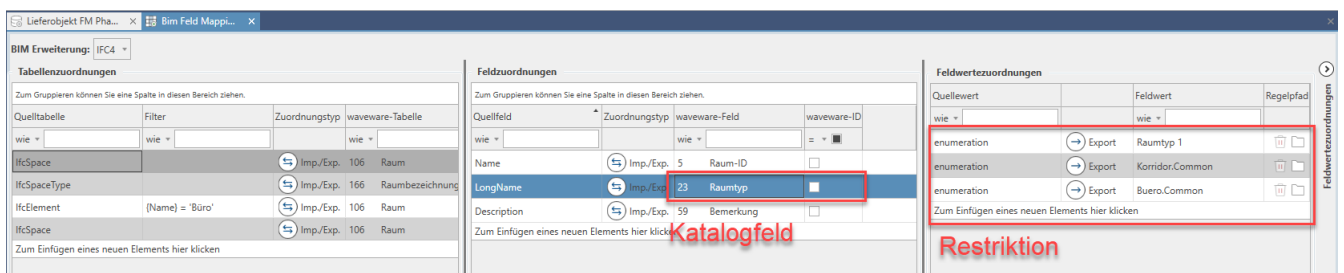 Lieferobjekt FM Pha... × Bim Feld Mappi... ×
BIM Erweiterung: IFC4
Tabellenzuordnungen
Zum Gruppieren können Sie eine Spalte in diesen Bereich ziehen.
Quelltabelle Filter Zuordnungstyp waveware-Tabelle
wie wie wie
IfcSpace Imp./Exp. 106 Raum
IfcSpaceType Imp./Exp. 166 Raumbezeichnung
IfcElement {Name} = 'Büro' Imp./Exp. 106 Raum
IfcSpace Imp./Exp. 106 Raum
Zum Einfügen eines neuen Elements hier klicken
Feldzuordnungen
Zum Gruppieren können Sie eine Spalte in diesen Bereich ziehen.
Quellfeld Zuordnungstyp waveware-Feld waveware-ID
wie wie =
Name Imp./Exp. 5 Raum-ID
LongName Imp./Exp. 23 Raumtyp
Description Imp./Exp. 59 Bemerkung
Zum Einfügen eines neuen Elements hier klicken
Katalogfeld
Feldwertezuordnungen
Quellewert Feldwert Regelpfad
wie wie
enumeration Export Raumtyp 1
enumeration Export Korridor.Common
enumeration Export Buero.Common
Zum Einfügen eines neuen Elements hier klicken
Restriktion
Feldwertezuordnungen